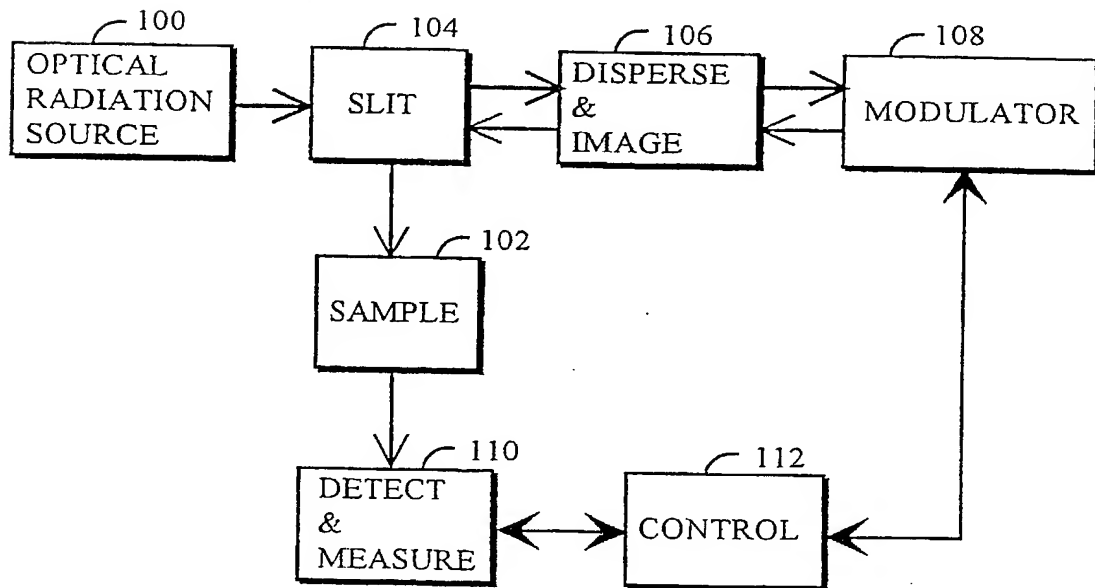 100
OPTICAL
RADIATION
SOURCE
104
SLIT
106
DISPERSE
&
IMAGE
108
MODULATOR
102
SAMPLE
110
DETECT
&
MEASURE
112
CONTROL